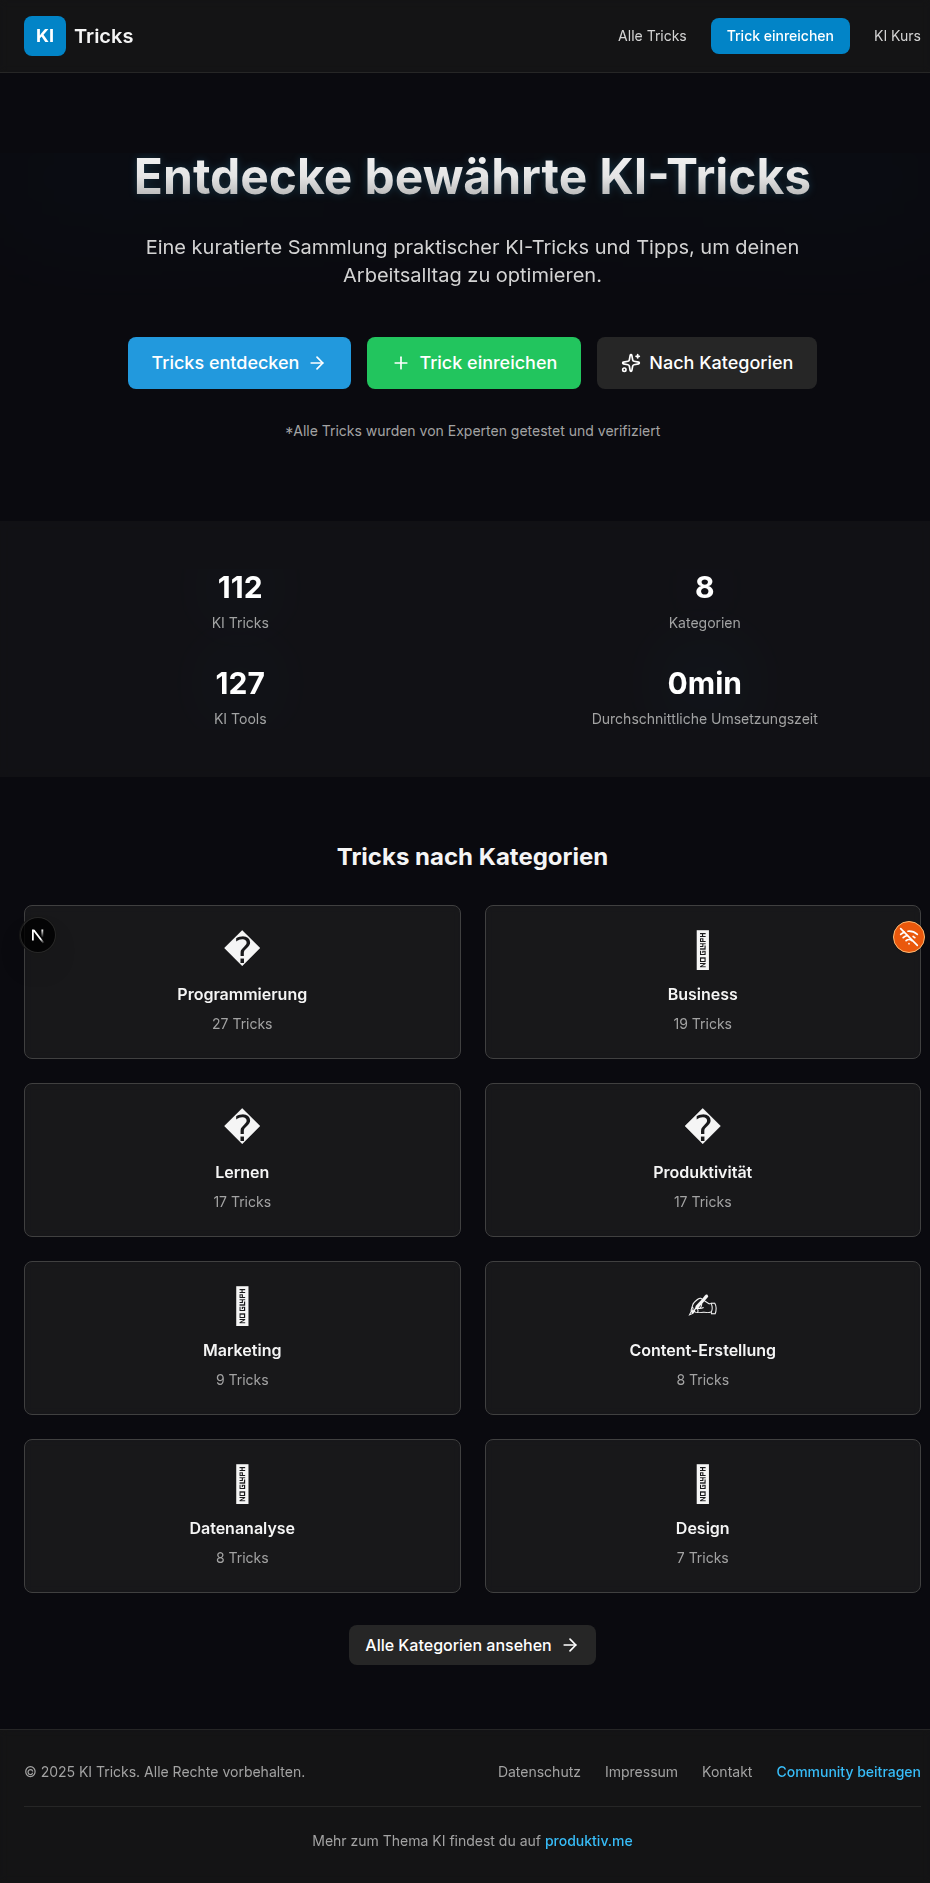 KI Tricks
Alle Tricks
Trick einreichen
KI Kurs
Entdecke bewährte KI-Tricks
Eine kuratierte Sammlung praktischer KI-Tricks und Tipps, um deinen
Arbeitsalltag zu optimieren.
Tricks entdecken →
+ Trick einreichen
Nach Kategorien
*Alle Tricks wurden von Experten getestet und verifiziert
112
KI Tricks
8
Kategorien
127
KI Tools
0min
Durchschnittliche Umsetzungszeit
Tricks nach Kategorien
N
�
Programmierung
27 Tricks
NO GLYPH
Business
19 Tricks
�
Lernen
17 Tricks
�
Produktivität
17 Tricks
NO GLYPH
Marketing
9 Tricks
✍
Content-Erstellung
8 Tricks
NO GLYPH
Datenanalyse
8 Tricks
NO GLYPH
Design
7 Tricks
Alle Kategorien ansehen →
© 2025 KI Tricks. Alle Rechte vorbehalten.
Datenschutz
Impressum
Kontakt
Community beitragen
Mehr zum Thema KI findest du auf produktiv.me